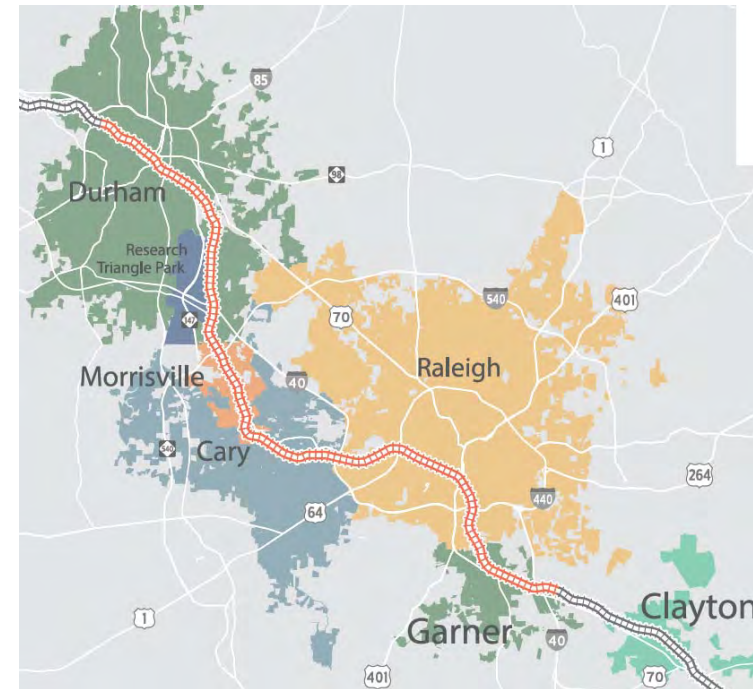 85
1
98
Durham
Research
Triangle Park
540
401
70
147
Raleigh
Morrisville
40
Cary
540
264
440
64
Clayton
1
Garner
40
401
70